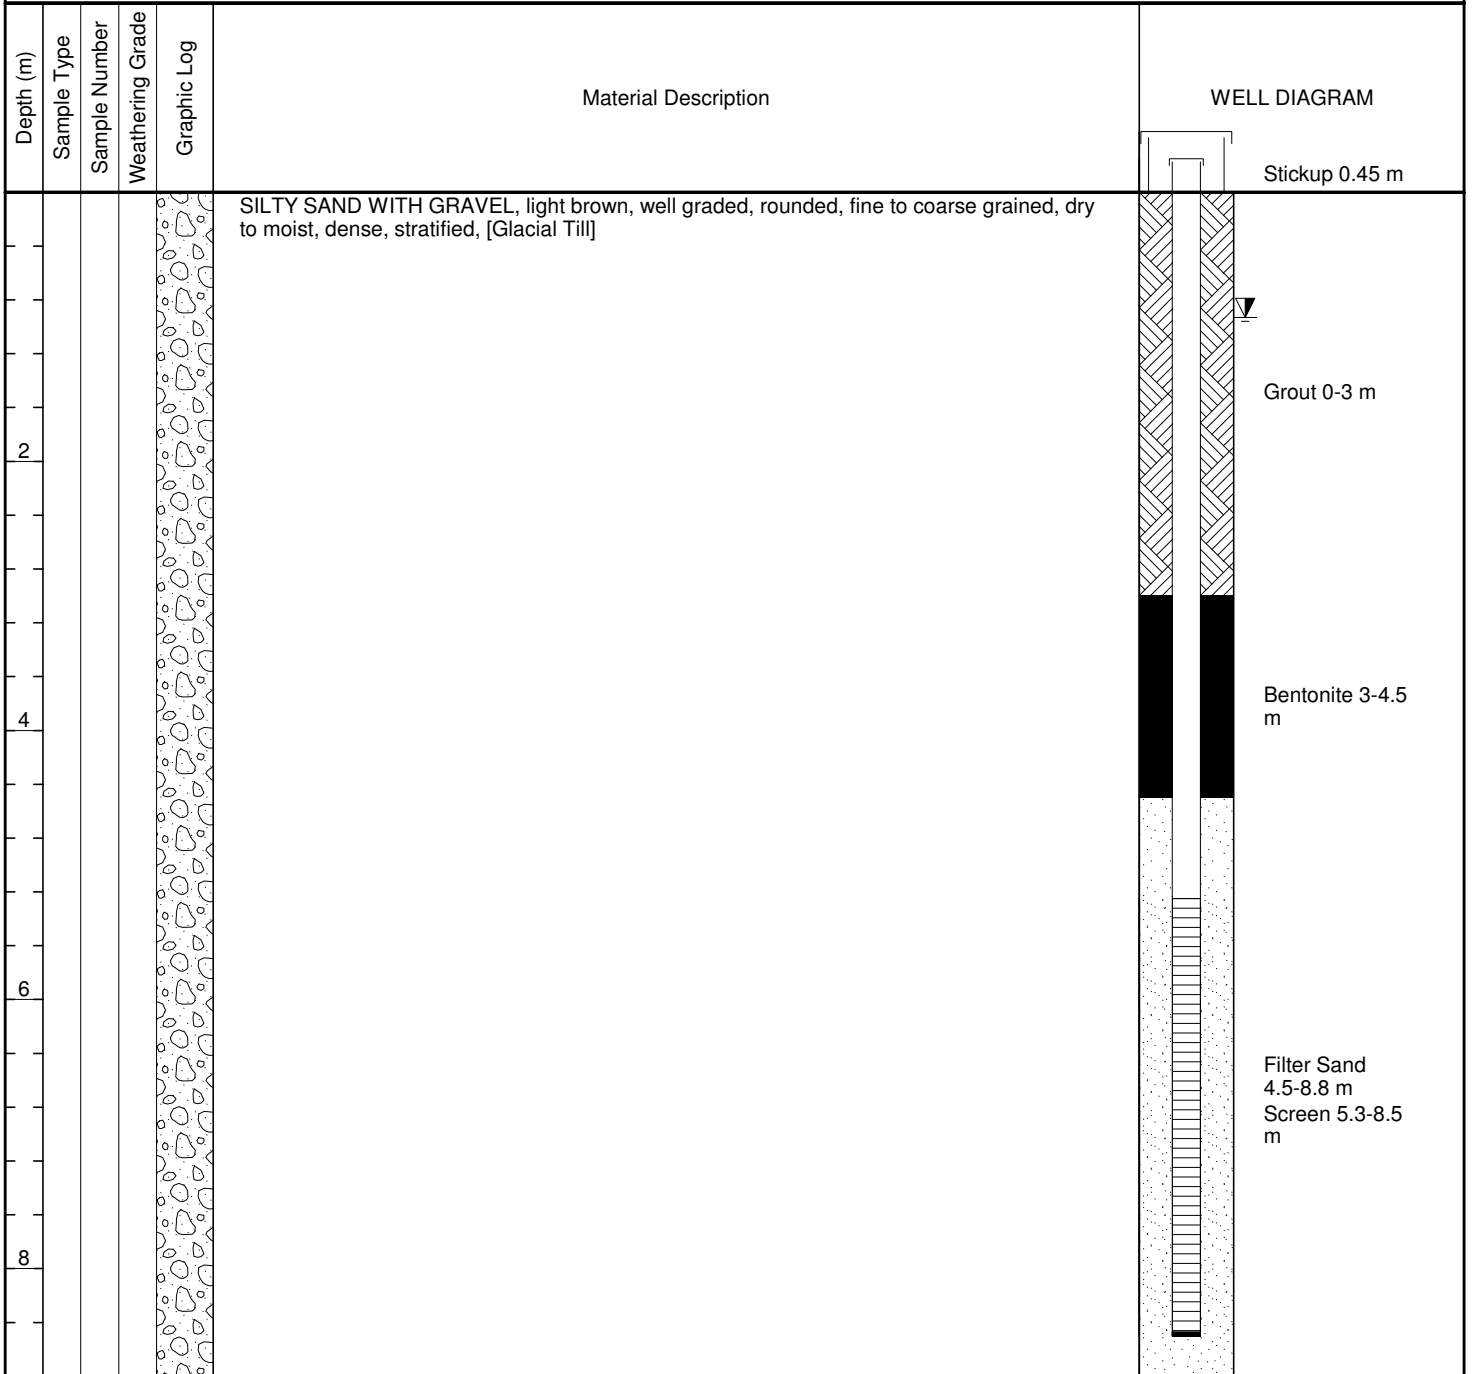 Depth (m)
Sample Type
Sample Number
Weathering Grade
Graphic Log
Material Description
WELL DIAGRAM
Stickup 0.45 m
SILTY SAND WITH GRAVEL, light brown, well graded, rounded, fine to coarse grained, dry
to moist, dense, stratified, [Glacial Till]
Grout 0-3 m
2
Bentonite 3-4.5
m
4
6
Filter Sand
4.5-8.8 m
Screen 5.3-8.5
m
8